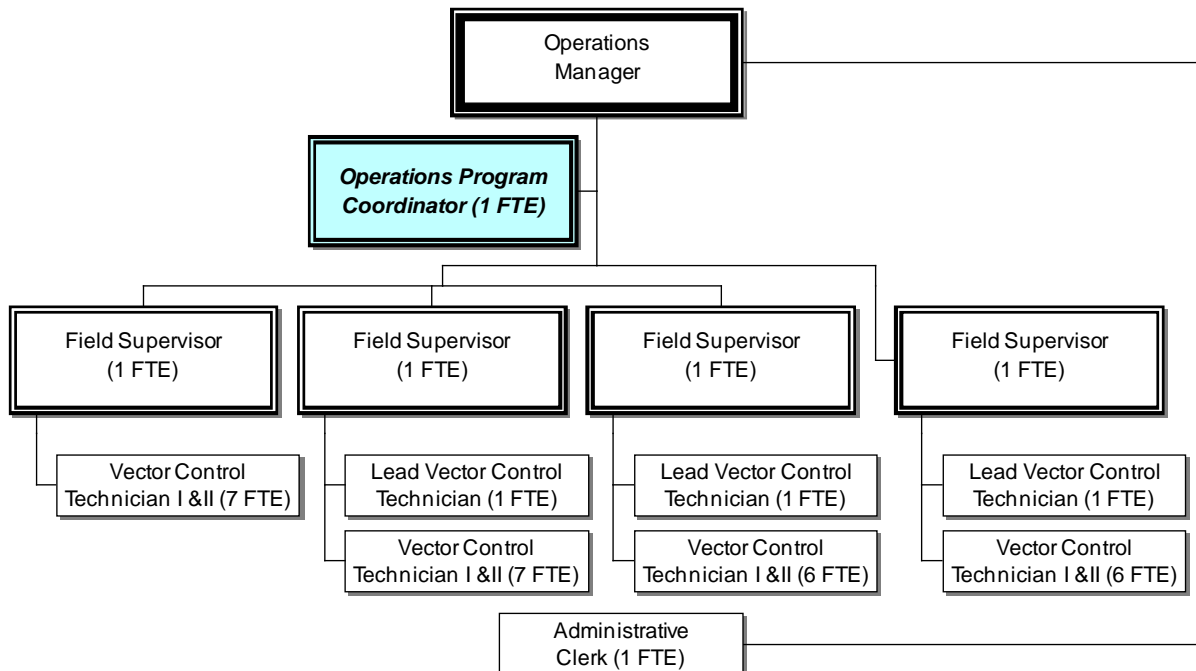 Operations
Manager
Operations Program
Coordinator (1 FTE)
Field Supervisor
(1 FTE)
Field Supervisor
(1 FTE)
Field Supervisor
(1 FTE)
Field Supervisor
(1 FTE)
Vector Control
Technician I &II (7 FTE)
Lead Vector Control
Technician (1 FTE)
Lead Vector Control
Technician (1 FTE)
Lead Vector Control
Technician (1 FTE)
Vector Control
Technician I &II (7 FTE)
Vector Control
Technician I &II (6 FTE)
Vector Control
Technician I &II (6 FTE)
Administrative
Clerk (1 FTE)